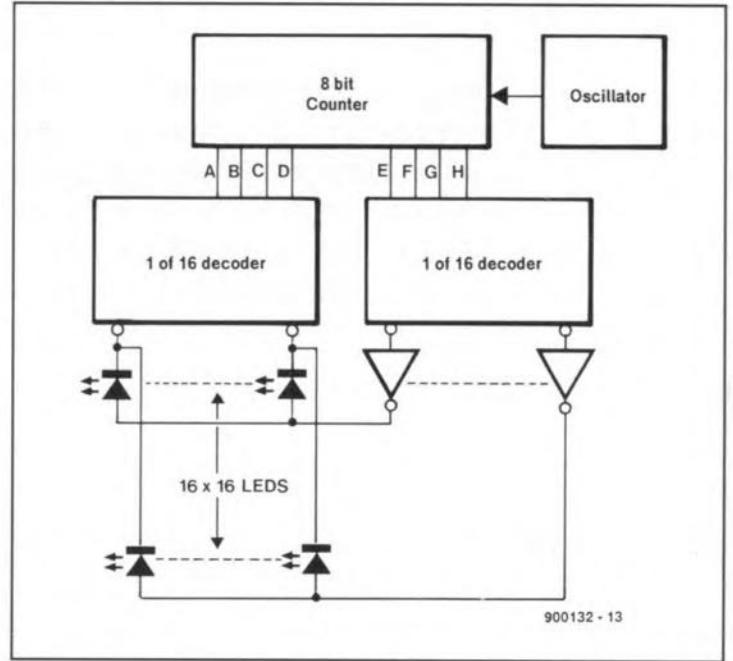 8 bit
Counter
Oscillator
A B C D E F G H
1 of 16 decoder
1 of 16 decoder
16 x 16 LEDS
900132 - 13